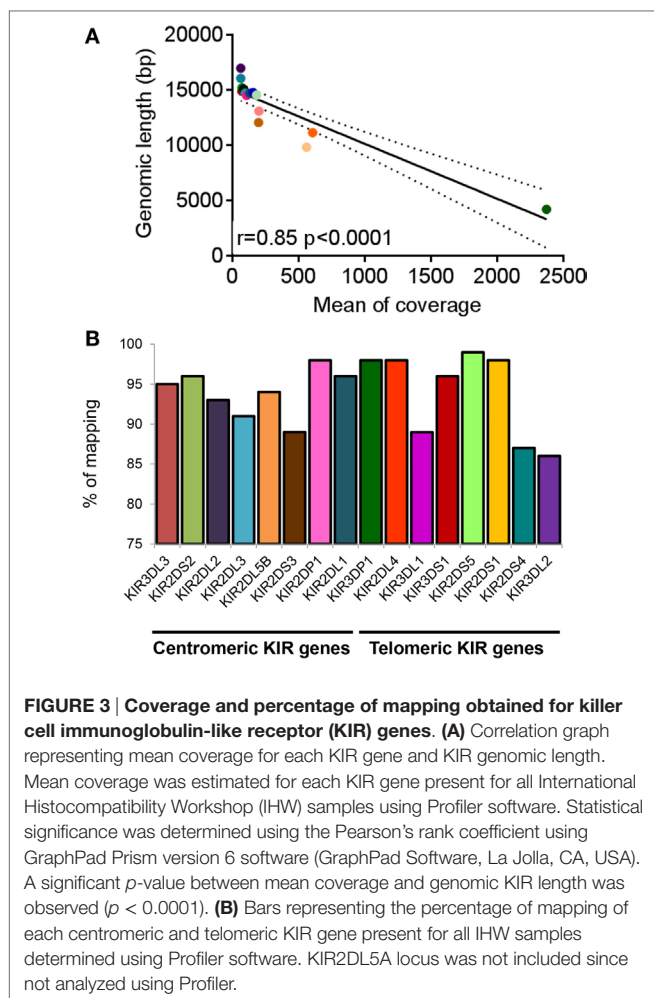 A
20000
15000
10000
5000
0
Genomic length (bp)
r=0.85 p<0.0001
0 500 1000 1500 2000 2500
Mean of coverage
B
100
95
90
85
80
75
% of mapping
KIR3DL3 KIR2DS2 KIR2DL2 KIR2DL3 KIR2DL5B KIR2DS3 KIR2DP1 KIR2DL1 KIR3DP1 KIR2DL4 KIR3DL1 KIR3DS1 KIR2DS5 KIR2DS1 KIR2DS4 KIR3DL2
Centromeric KIR genes Telomeric KIR genes
FIGURE 3 | Coverage and percentage of mapping obtained for killer
cell immunoglobulin-like receptor (KIR) genes. (A) Correlation graph
representing mean coverage for each KIR gene and KIR genomic length.
Mean coverage was estimated for each KIR gene present for all International
Histocompatibility Workshop (IHW) samples using Profiler software. Statistical
significance was determined using the Pearson’s rank coefficient using
GraphPad Prism version 6 software (GraphPad Software, La Jolla, CA, USA).
A significant p-value between mean coverage and genomic KIR length was
observed (p < 0.0001). (B) Bars representing the percentage of mapping of
each centromeric and telomeric KIR gene present for all IHW samples
determined using Profiler software. KIR2DL5A locus was not included since
not analyzed using Profiler.